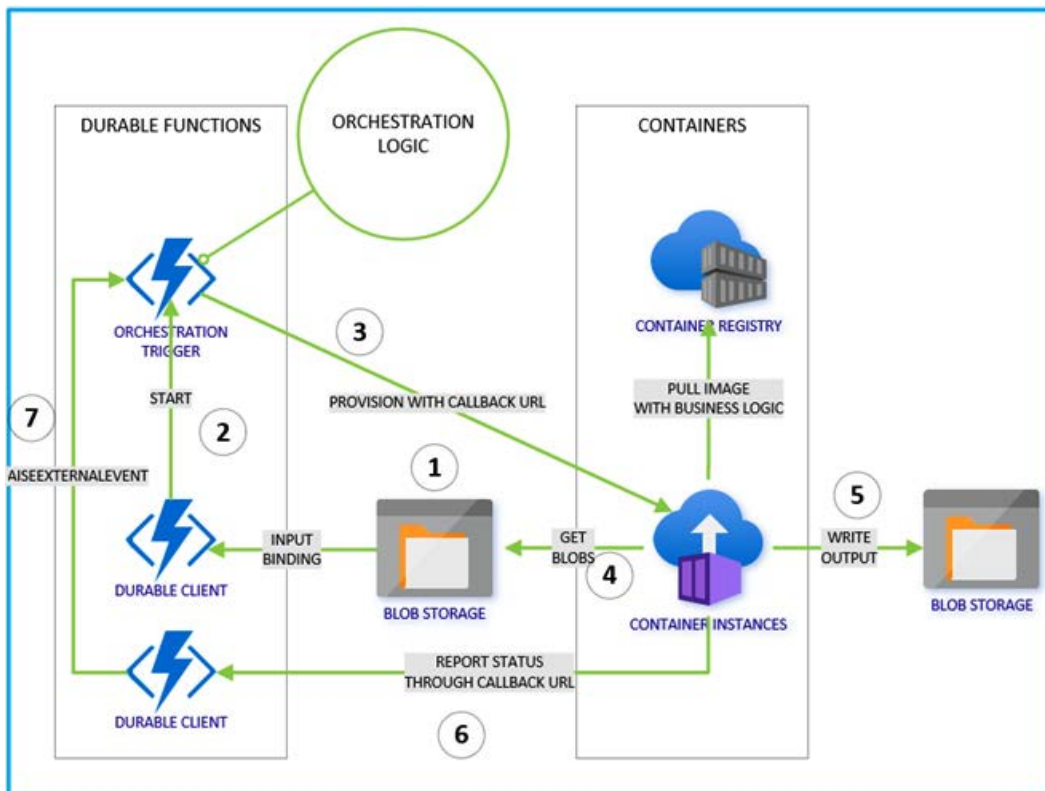 DURABLE FUNCTIONS
ORCHESTRATION
LOGIC
CONTAINERS
ORCHESTRATION
TRIGGER
CONTAINER REGISTRY
3
START
PROVISION WITH CALLBACK URL
PULL IMAGE
WITH BUSINESS LOGIC
7
2
AISEEXTERNALEVENT
1
5
INPUT
BINDING
GET
BLOBS
4
WRITE
OUTPUT
DURABLE CLIENT
BLOB STORAGE
CONTAINER INSTANCES
BLOB STORAGE
REPORT STATUS
THROUGH CALLBACK URL
DURABLE CLIENT
6